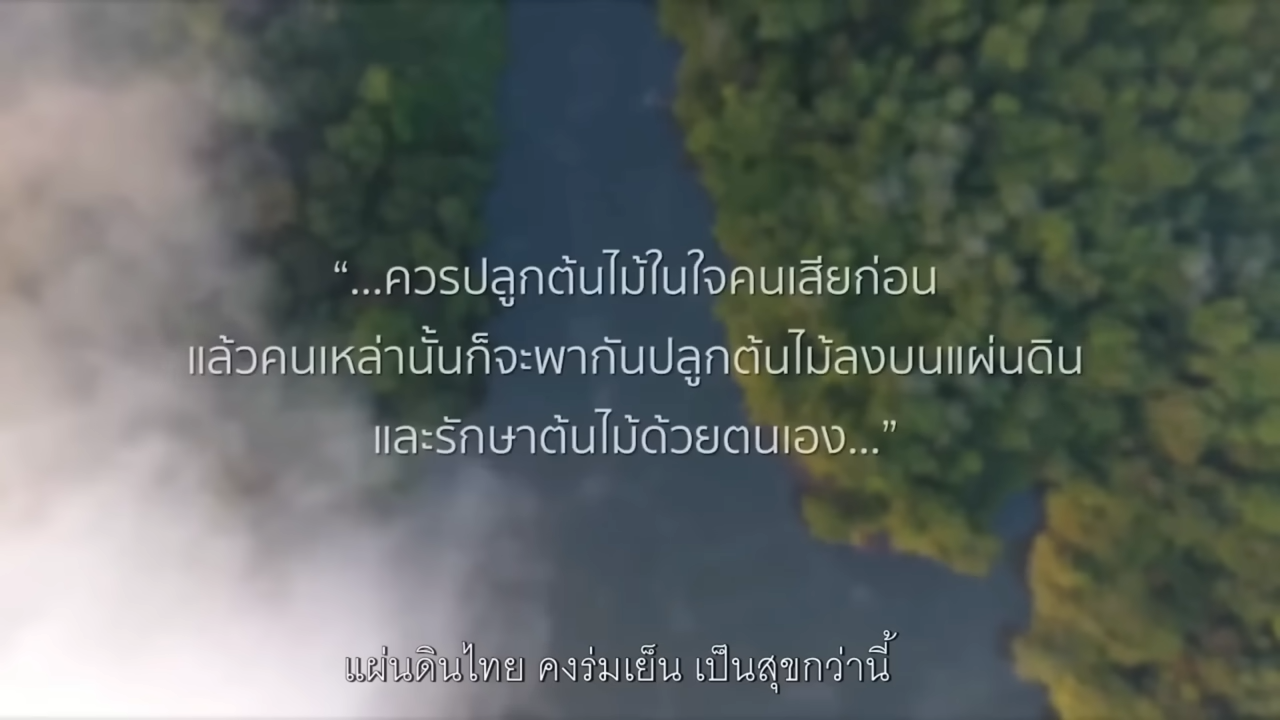 “...ควรปลูกต้นไม้ในใจคนเสียก่อน
แล้วคนเหล่านั้นก็จะพากันปลูกต้นไม้ลงบนแผ่นดิน
และรักษาต้นไม้ด้วยตนเอง...”
แผ่นดินไทย คงร่มเย็น เป็นสุขกว่านี้